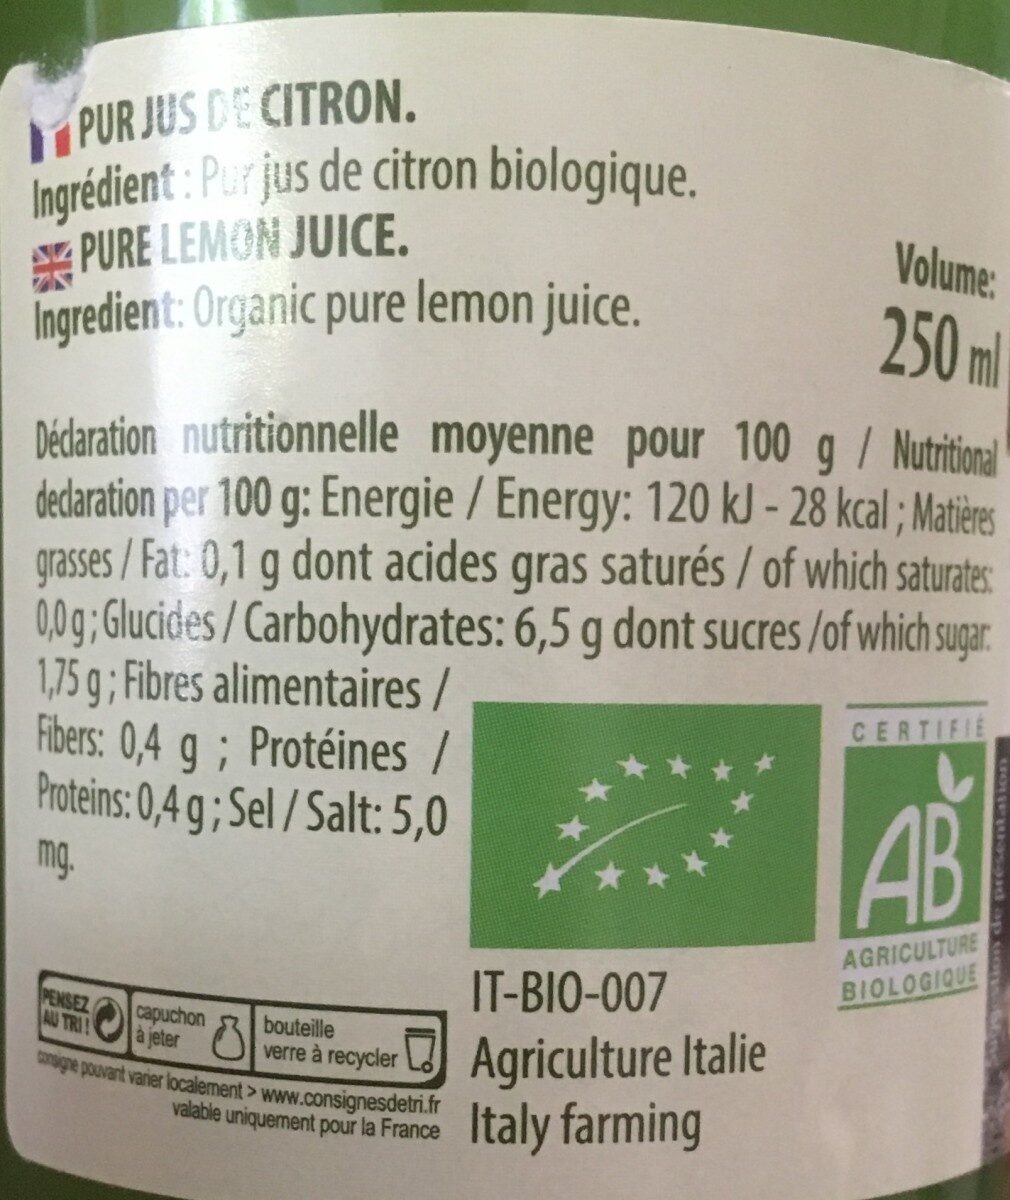 PUR JUS DE CITRON.
Ingrédient : Pur jus de citron biologique.
PURE LEMON JUICE.
Ingredient: Organic pure lemon juice.
Volume:
250 ml
Déclaration nutritionnelle moyenne pour 100 g / Nutritional
declaration per 100 g: Energie / Energy: 120 kJ - 28 kcal ; Matières
grasses / Fat: 0,1 g dont acides gras saturés / of which saturates:
0,0 g ; Glucides / Carbohydrates: 6,5 g dont sucres /of which sugar:
1,75 g ; Fibres alimentaires /
Fibers: 0,4 g ; Protéines /
Proteins: 0,4 g ; Sel / Salt: 5,0
mg.
CERTIFIÉ
AB
AGRICULTURE
BIOLOGIQUE
IT-BIO-007
Agriculture Italie
Italy farming
PENSEZ
AU TRI !
capuchon
à jeter
bouteille
verre à recycler
consigne pouvant varier localement > www.consignesdetri.fr
valable uniquement pour la France
de présentation